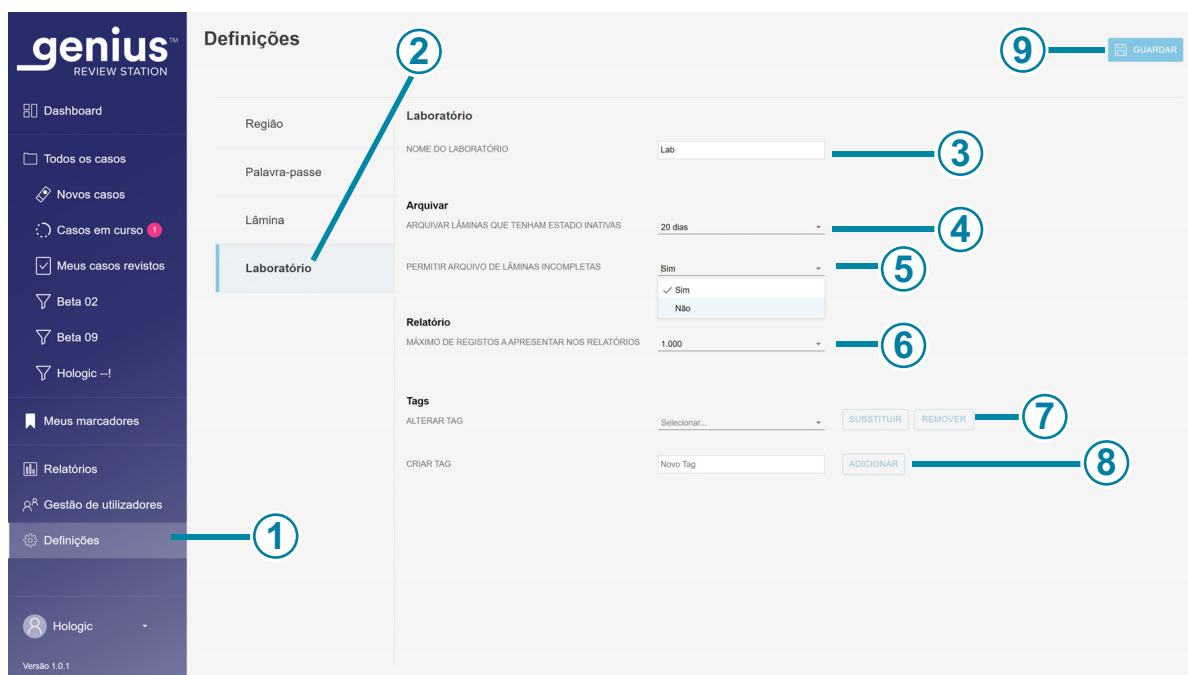 genius™
REVIEW STATION
Dashboard
Todos os casos
Novos casos
Casos em curso 1
Meus casos revistos
Beta 02
Beta 09
Hologic --!
Meus marcadores
Relatórios
Gestão de utilizadores
Definições
Hologic
Versão 1.0.1
Definições
GUARDAR
Região
Palavra-passe
Lâmina
Laboratório
Laboratório
NOME DO LABORATÓRIO Lab
Arquivar
ARQUIVAR LÂMINAS QUE TENHAM ESTADO INATIVAS 20 dias
PERMITIR ARQUIVO DE LÂMINAS INCOMPLETAS Sim
Sim
Não
Relatório
MÁXIMO DE REGISTOS A APRESENTAR NOS RELATÓRIOS 1.000
Tags
ALTERAR TAG Selecionar... SUBSTITUIR REMOVER
CRIAR TAG Novo Tag ADICIONAR
1
2
3
4
5
6
7
8
9